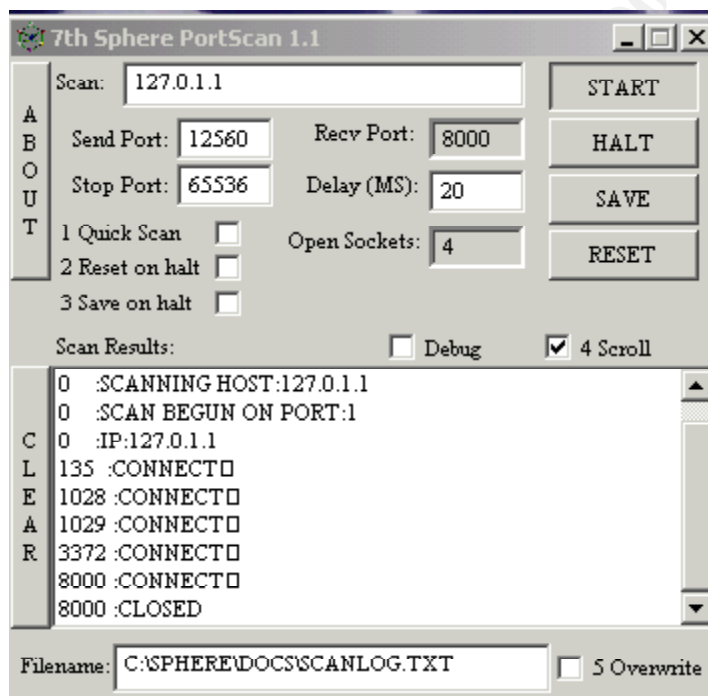 7th Sphere PortScan 1.1
ABOUT
Scan: 127.0.1.1
START
Send Port: 12560
Recv Port: 8000
HALT
Stop Port: 65536
Delay (MS): 20
SAVE
1 Quick Scan
Open Sockets: 4
RESET
2 Reset on halt
3 Save on halt
Scan Results:
Debug
4 Scroll
CLEAR
0 :SCANNING HOST:127.0.1.1
0 :SCAN BEGUN ON PORT:1
0 :IP:127.0.1.1
135 :CONNECT▯
1028 :CONNECT▯
1029 :CONNECT▯
3372 :CONNECT▯
8000 :CONNECT▯
8000 :CLOSED
Filename: C:\SPHERE\DOCS\SCANLOG.TXT
5 Overwrite